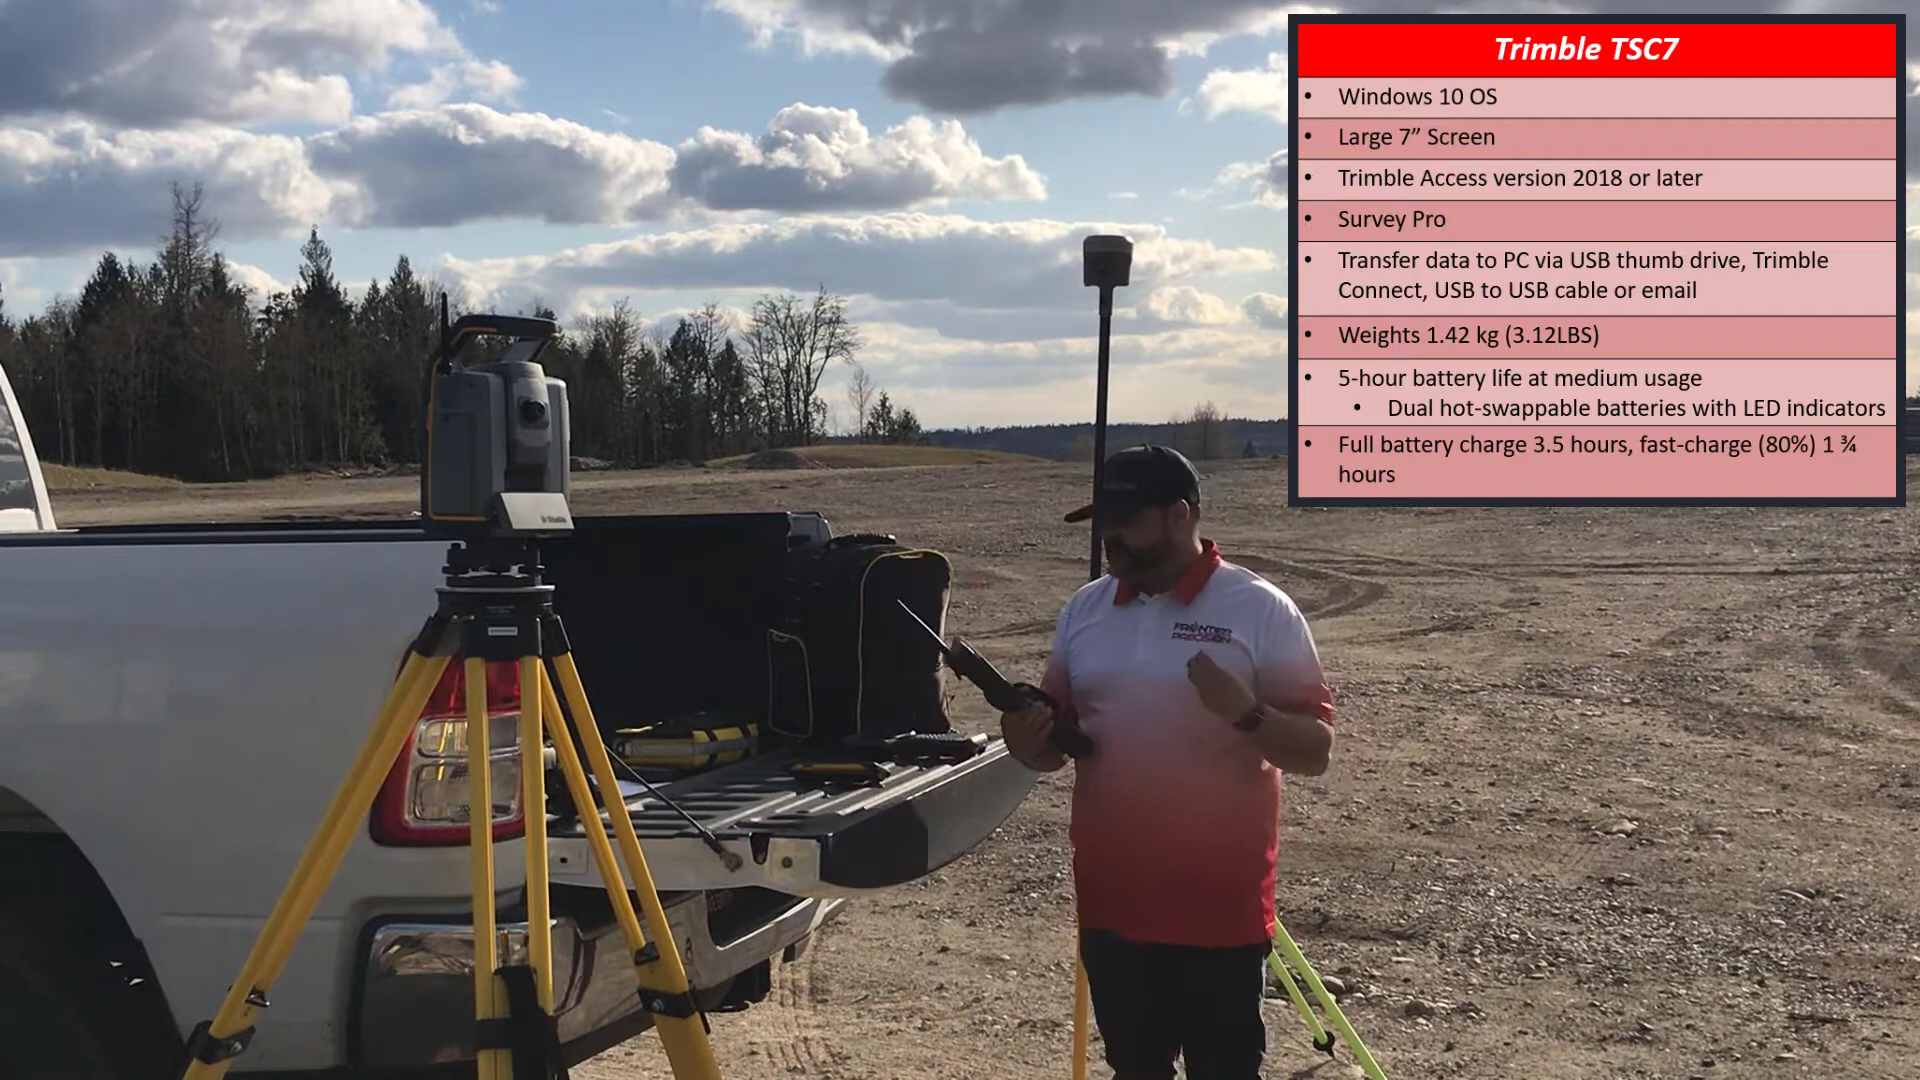 Trimble TSC7
• Windows 10 OS
• Large 7” Screen
• Trimble Access version 2018 or later
• Survey Pro
• Transfer data to PC via USB thumb drive, Trimble
Connect, USB to USB cable or email
• Weights 1.42 kg (3.12LBS)
• 5-hour battery life at medium usage
• Dual hot-swappable batteries with LED indicators
• Full battery charge 3.5 hours, fast-charge (80%) 1 ¾
hours
Trimble
FRONTIER
PRECISION